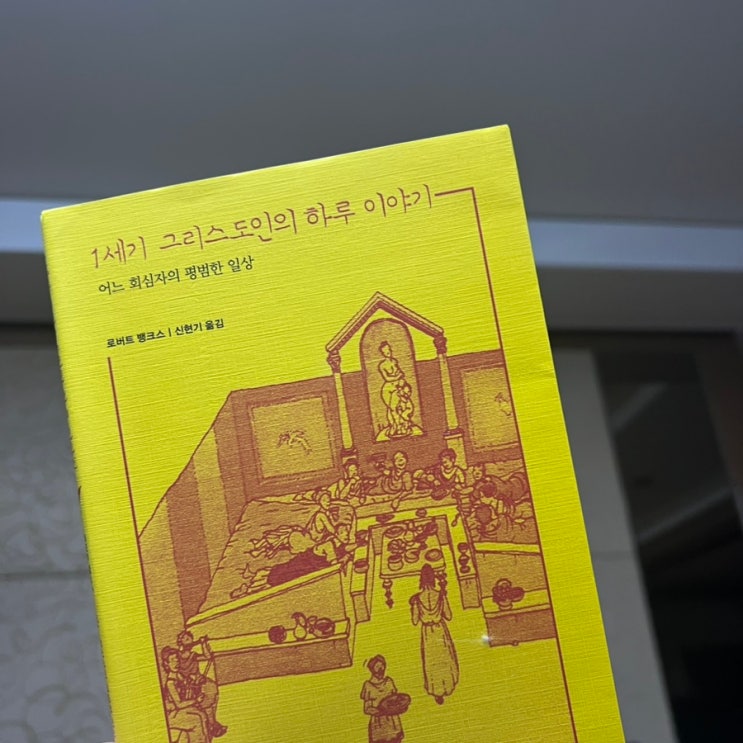 1세기 그리스도인의 하루 이야기
어느 회심자의 평범한 일상
로버트 뱅크스 | 신현기 옮김